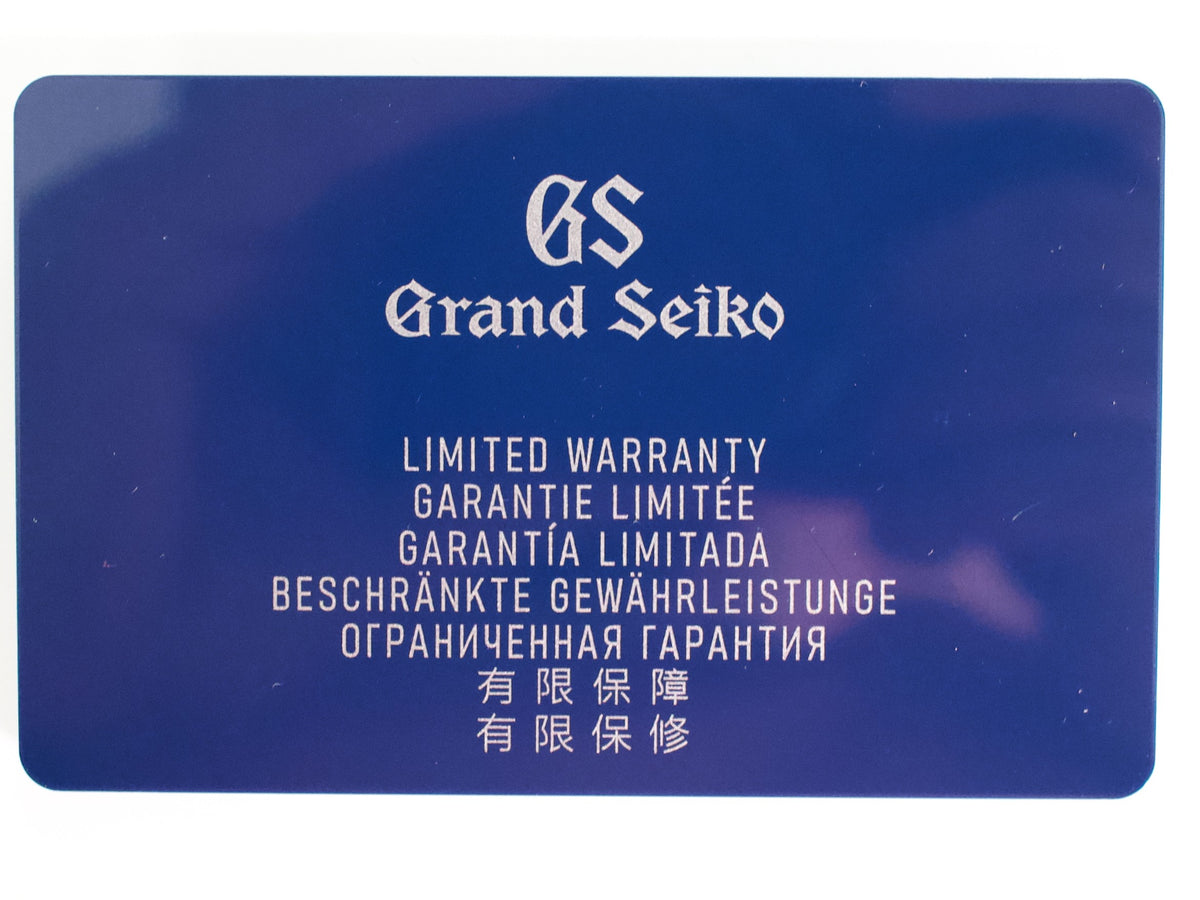 GS
Grand Seiko
LIMITED WARRANTY
GARANTIE LIMITÉE
GARANTÍA LIMITADA
BESCHRÄNKTE GEWÄHRLEISTUNGE
ОГРАНИЧЕННАЯ ГАРАНТИЯ
有限保障
有限保修